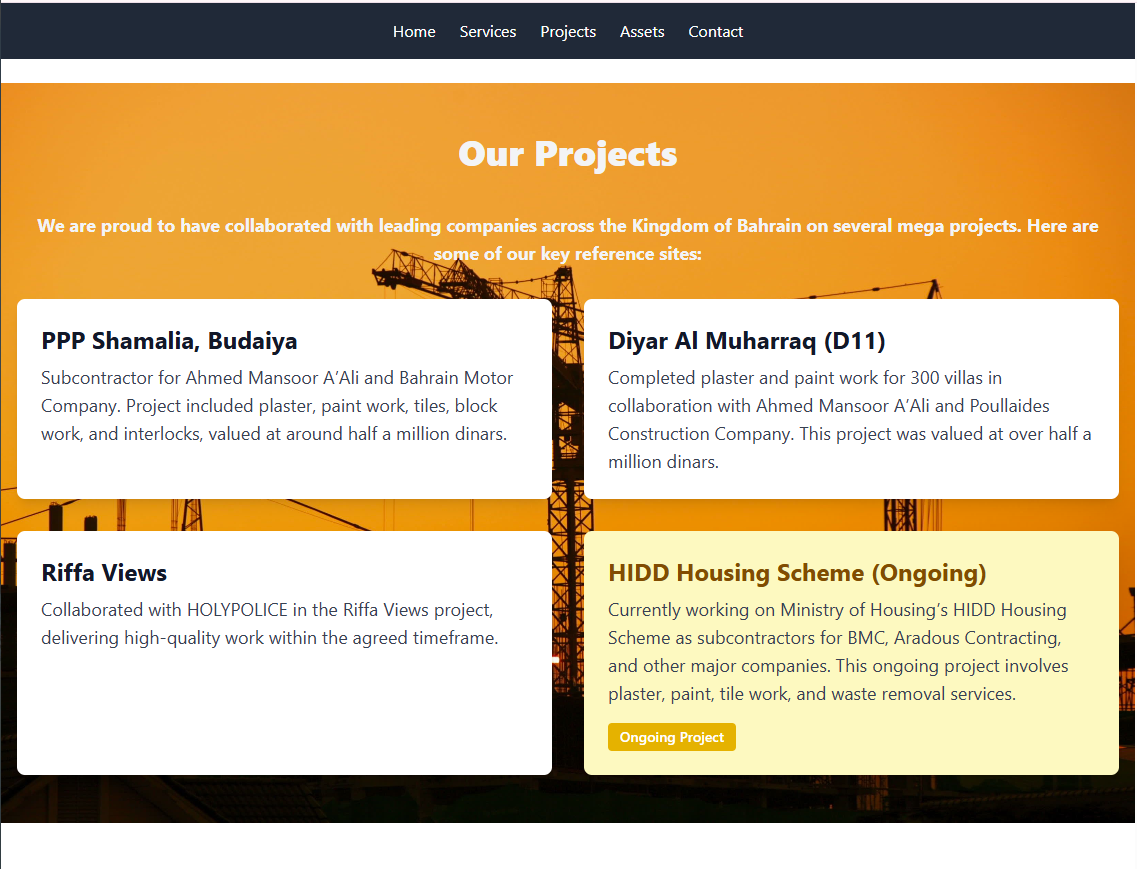 Home Services Projects Assets Contact
Our Projects
We are proud to have collaborated with leading companies across the Kingdom of Bahrain on several mega projects. Here are
some of our key reference sites:
PPP Shamalia, Budaiya
Subcontractor for Ahmed Mansoor A’Ali and Bahrain Motor
Company. Project included plaster, paint work, tiles, block
work, and interlocks, valued at around half a million dinars.
Diyar Al Muharraq (D11)
Completed plaster and paint work for 300 villas in
collaboration with Ahmed Mansoor A’Ali and Poullaides
Construction Company. This project was valued at over half a
million dinars.
Riffa Views
Collaborated with HOLYPOLICE in the Riffa Views project,
delivering high-quality work within the agreed timeframe.
HIDD Housing Scheme (Ongoing)
Currently working on Ministry of Housing’s HIDD Housing
Scheme as subcontractors for BMC, Aradous Contracting,
and other major companies. This ongoing project involves
plaster, paint, tile work, and waste removal services.
Ongoing Project